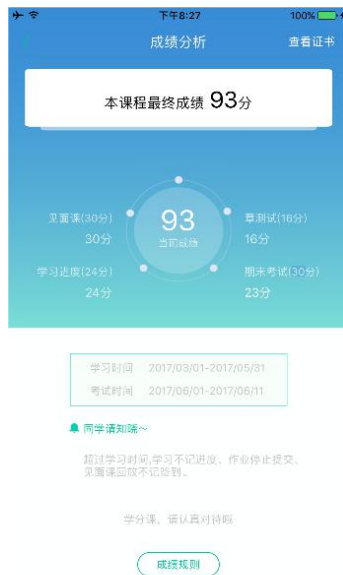 下午8:27
100%
成绩分析
查看证书
本课程最终成绩 93分
见面课(30分)
30分
93
当前成绩
章测试(16分)
16分
学习进度(24分)
24分
期末考试(30分)
23分
学习时间 2017/03/01-2017/05/31
考试时间 2017/06/01-2017/06/11
同学请知晓~
超过学习时间,学习不记进度、作业停止提交、
见面课回放不记签到。
学分课，请认真对待哦
成绩规则